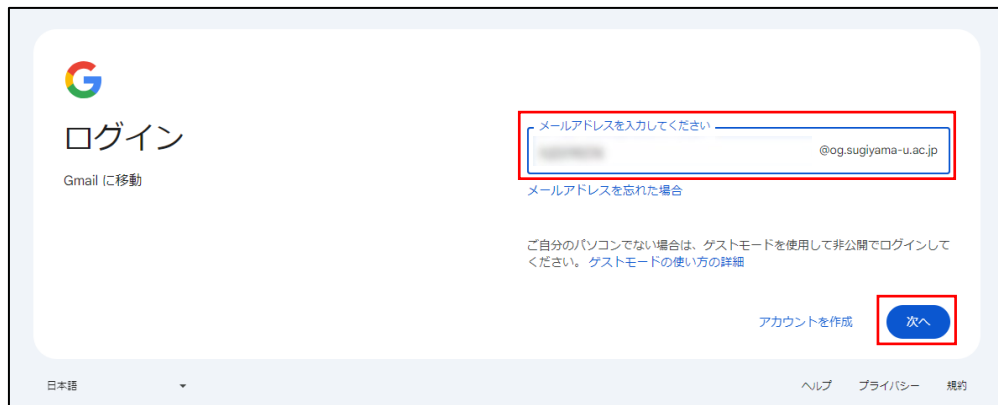 ログイン
Gmail に移動
メールアドレスを入力してください
@og.sugiyama-u.ac.jp
メールアドレスを忘れた場合
ご自分のパソコンでない場合は、ゲストモードを使用して非公開でログインして
ください。 ゲストモードの使い方の詳細
アカウントを作成
次へ
日本語
ヘルプ プライバシー 規約